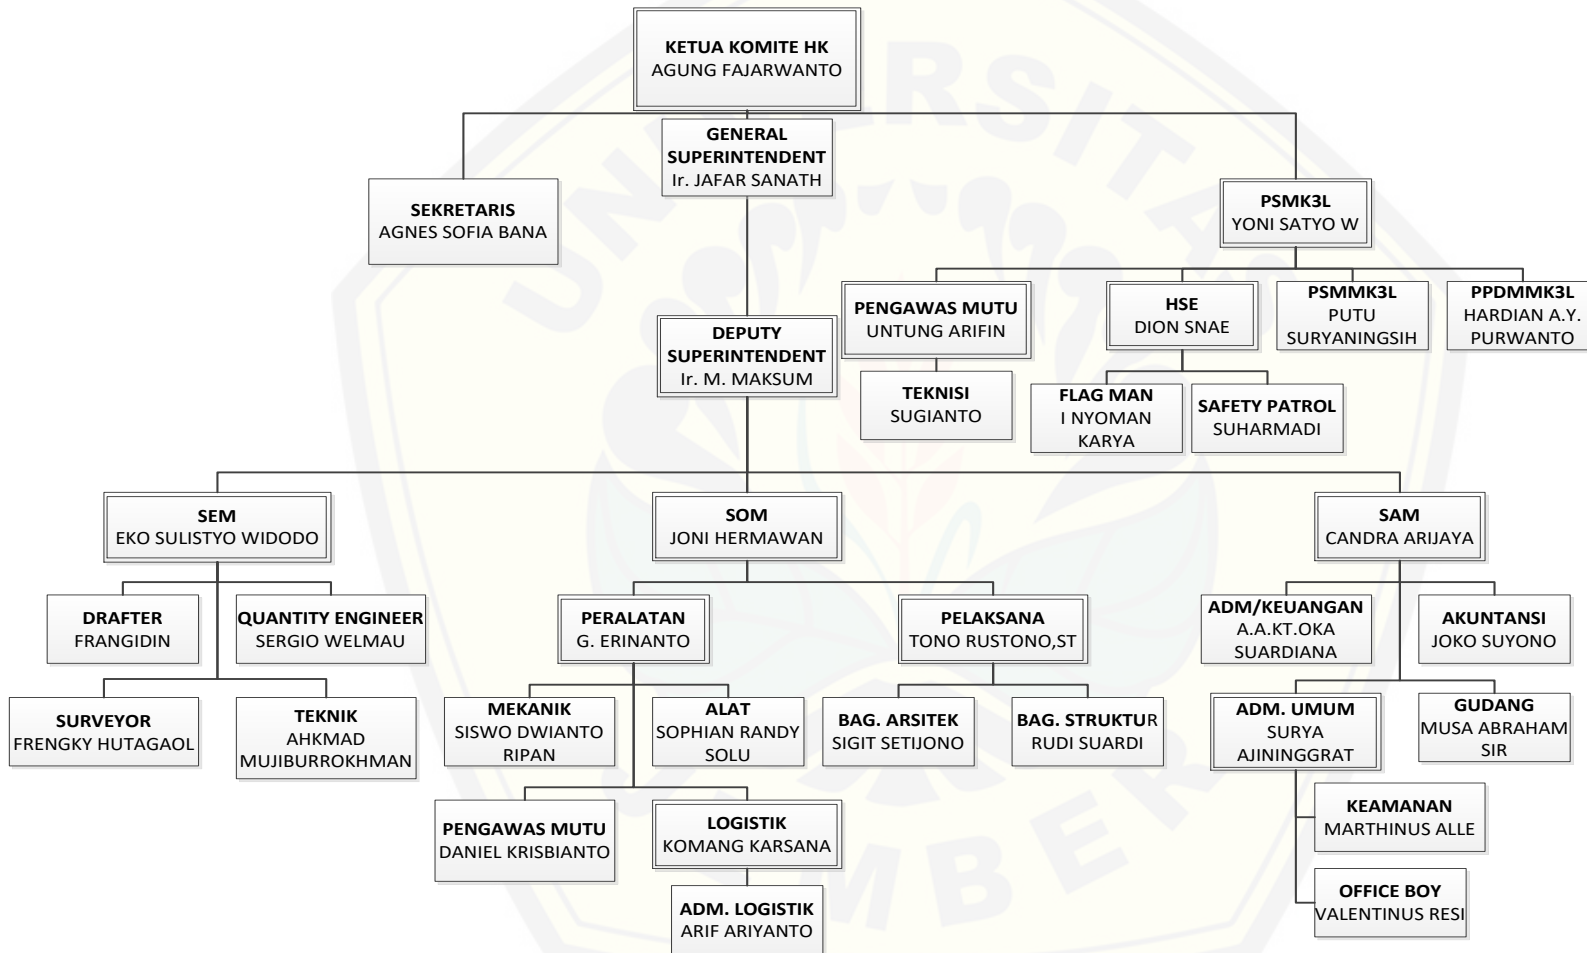 KETUA KOMITE HK
AGUNG FAJARWANTO
GENERAL
SUPERINTENDENT
Ir. JAFAR SANATH
SEKRETARIS
AGNES SOFIA BANA
PSMK3L
YONI SATYO W
DEPUTY
SUPERINTENDENT
Ir. M. MAKSUM
PENGAWAS MUTU
UNTUNG ARIFIN
HSE
DION SNAE
PSMMK3L
PUTU
SURYANINGSIH
PPDMMK3L
HARDIAN A.Y.
PURWANTO
TEKNISI
SUGIANTO
FLAG MAN
I NYOMAN
KARYA
SAFETY PATROL
SUHARMADI
SEM
EKO SULISTYO WIDODO
SOM
JONI HERMAWAN
SAM
CANDRA ARIJAYA
DRAFTER
FRANGIDIN
QUANTITY ENGINEER
SERGIO WELMAU
PERALATAN
G. ERINANTO
PELAKSANA
TONO RUSTONO,ST
ADM/KEUANGAN
A.A.KT.OKA
SUARDIANA
AKUNTANSI
JOKO SUYONO
SURVEYOR
FRENGKY HUTAGAOL
TEKNIK
AHKMAD
MUJIBURROKHMAN
MEKANIK
SISWO DWIANTO
RIPAN
ALAT
SOPHIAN RANDY
SOLU
BAG. ARSITEK
SIGIT SETIJONO
BAG. STRUKTUR
RUDI SUARDI
ADM. UMUM
SURYA
AJININGGRAT
GUDANG
MUSA ABRAHAM
SIR
PENGAWAS MUTU
DANIEL KRISBIANTO
LOGISTIK
KOMANG KARSANA
KEAMANAN
MARTHINUS ALLE
ADM. LOGISTIK
ARIF ARIYANTO
OFFICE BOY
VALENTINUS RESI
UNIVERSITAS
JEMBER